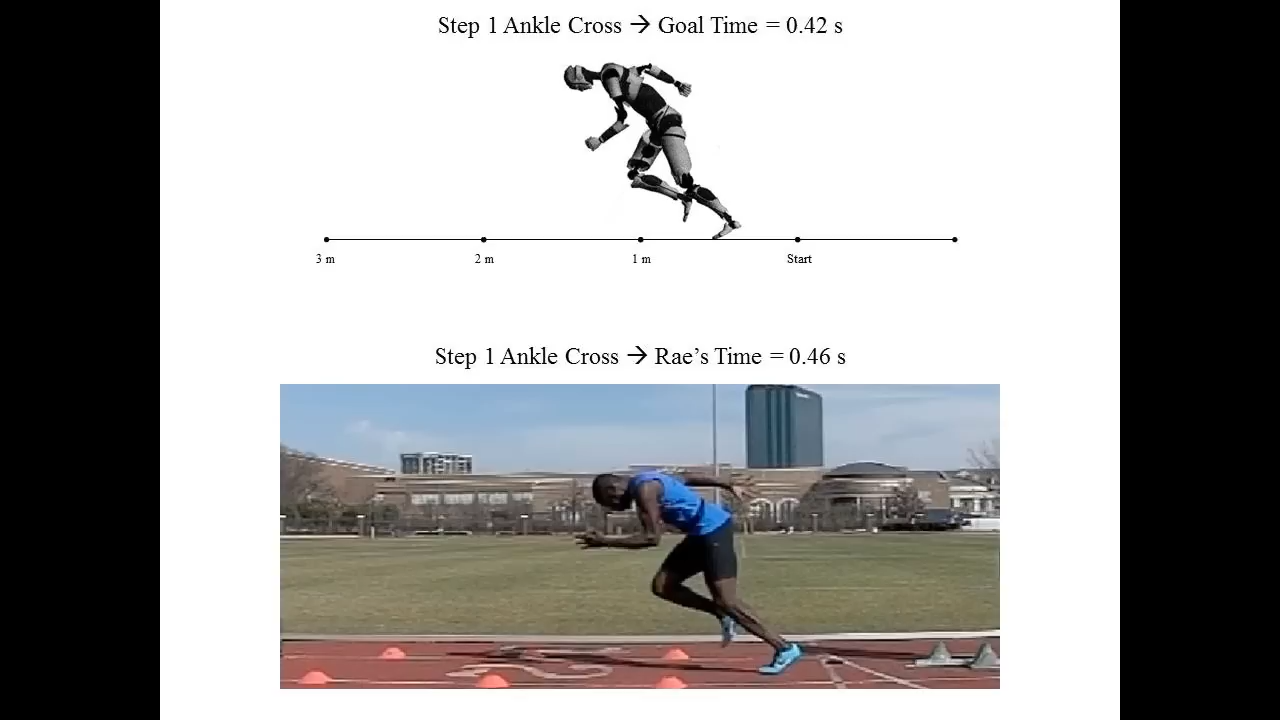 Step 1 Ankle Cross → Goal Time = 0.42 s
3 m 2 m 1 m Start
Step 1 Ankle Cross → Rae’s Time = 0.46 s